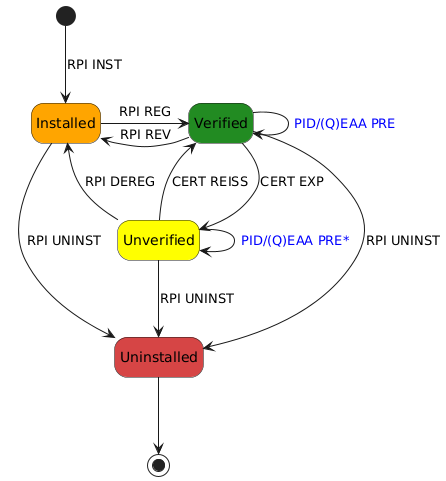 RPI INST
Installed
RPI REG
Verified
PID/(Q)EAA PRE
RPI REV
RPI DEREG
CERT REISS
CERT EXP
RPI UNINST
Unverified
PID/(Q)EAA PRE*
RPI UNINST
RPI UNINST
Uninstalled